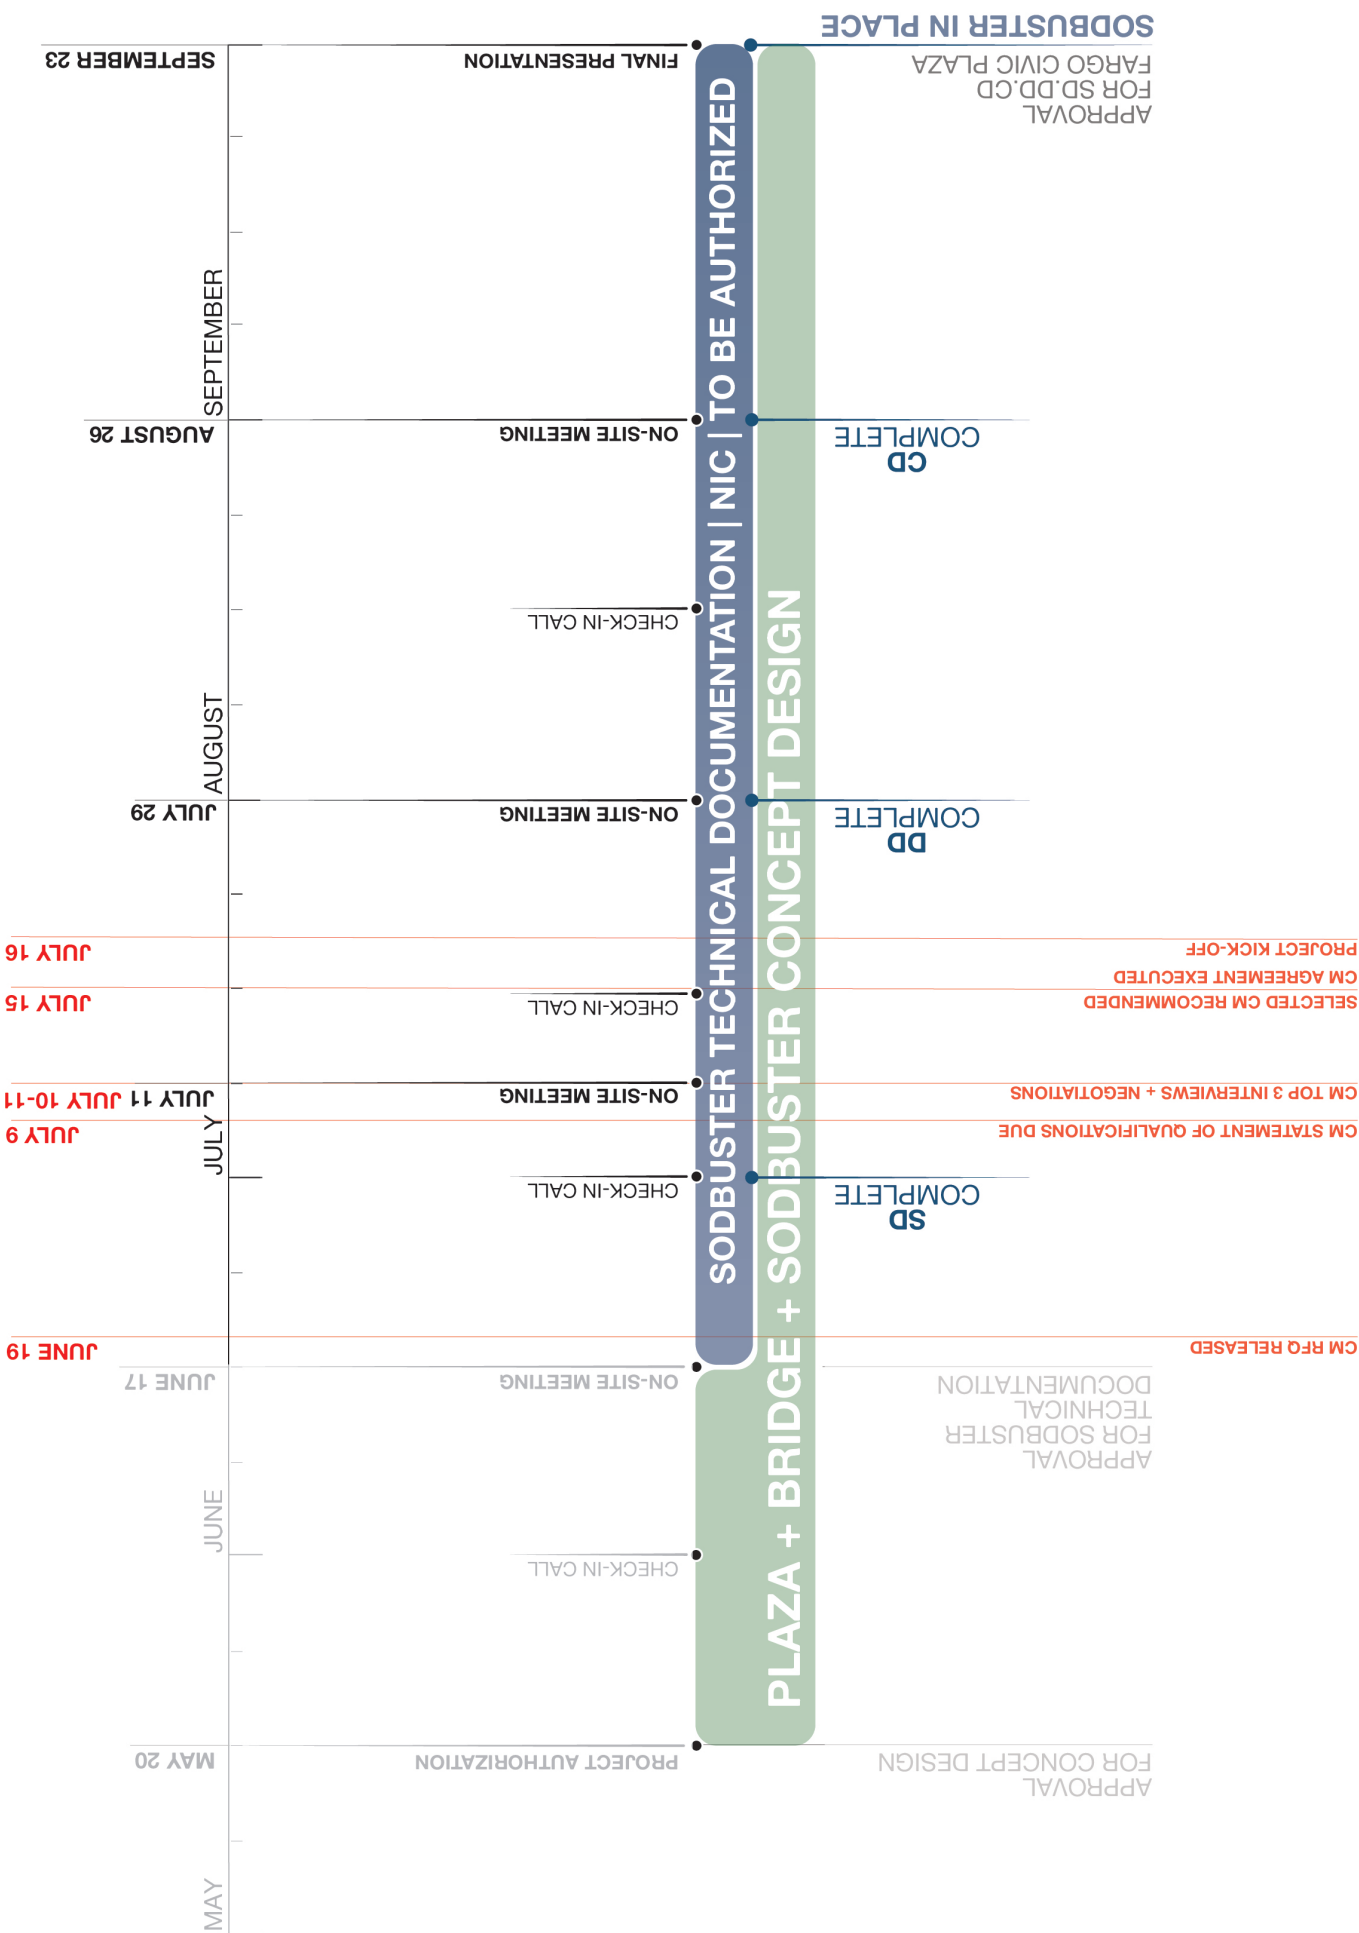 APPROVAL
FOR CONCEPT DESIGN
PROJECT AUTHORIZATION
MAY 20
MAY
CHECK-IN CALL
JUNE
APPROVAL
FOR SODBUSTER
TECHNICAL
DOCUMENTATION
ON-SITE MEETING
JUNE 17
CM RFQ RELEASED
JUNE 19
SD
COMPLETE
CHECK-IN CALL
JULY
CM STATEMENT OF QUALIFICATIONS DUE
JULY 9
CM TOP 3 INTERVIEWS + NEGOTIATIONS
ON-SITE MEETING
JULY 11
JULY 10-11
SELECTED CM RECOMMENDED
CM AGREEMENT EXECUTED
CHECK-IN CALL
JULY 15
PROJECT KICK-OFF
JULY 16
DD
COMPLETE
ON-SITE MEETING
JULY 29
AUGUST
CHECK-IN CALL
CD
COMPLETE
ON-SITE MEETING
AUGUST 26
SEPTEMBER
APPROVAL
FOR SD.DD.CD
FARGO CIVIC PLAZA
SODBUSTER IN PLACE
FINAL PRESENTATION
SEPTEMBER 23
PLAZA + BRIDGE + SODBUSTER CONCEPT DESIGN
SODBUSTER TECHNICAL DOCUMENTATION | NIC | TO BE AUTHORIZED